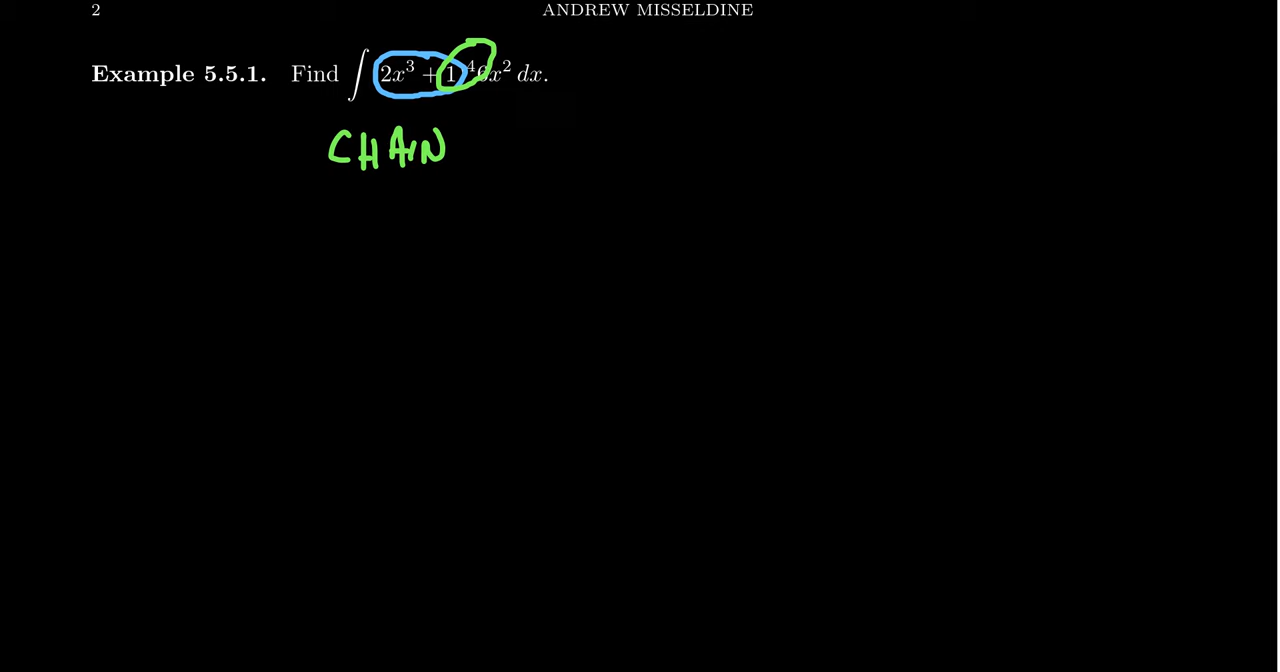 2 ANDREW MISSELDINE
Example 5.5.1. Find ∫ (2x³ + 1)⁴6x² dx.
CHAIN